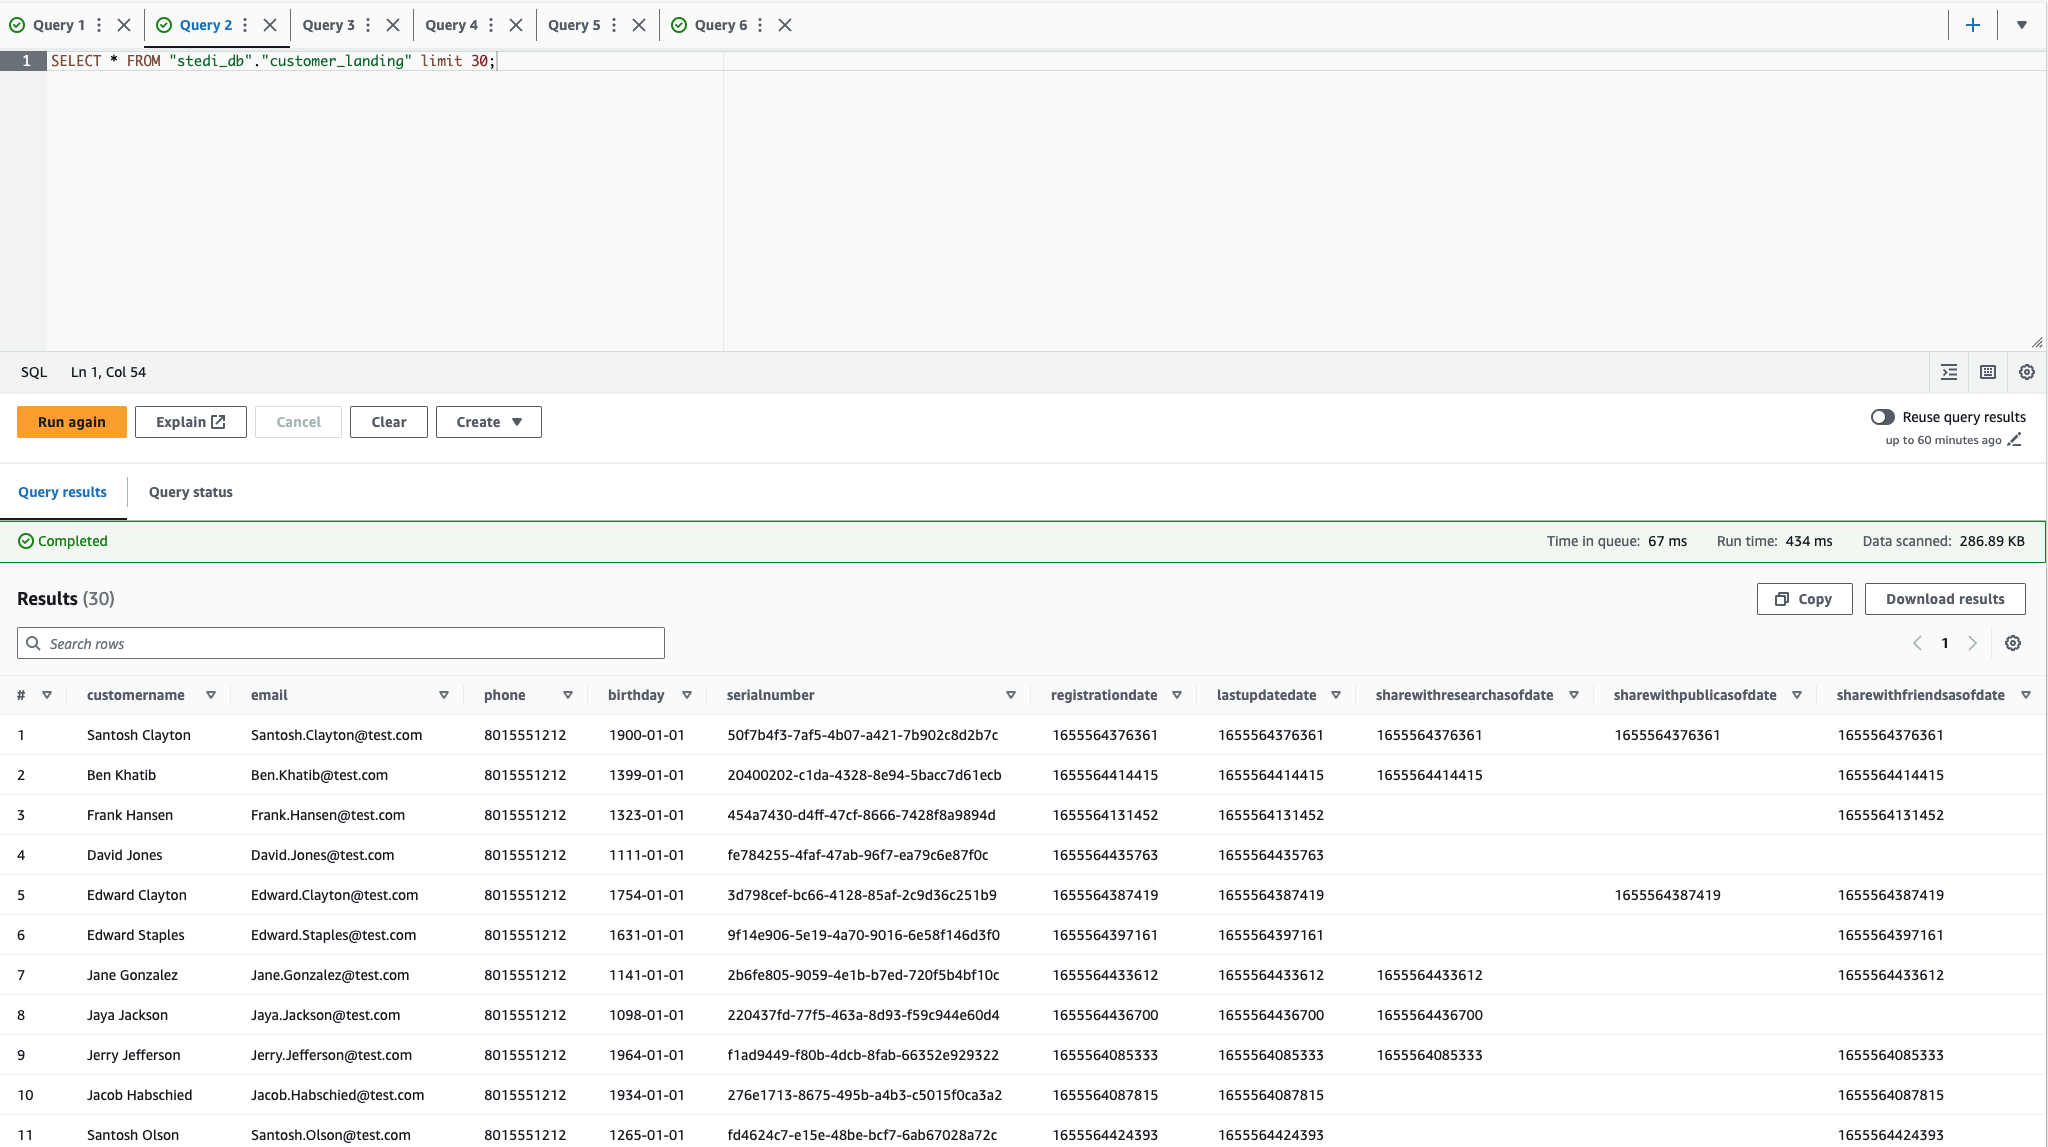 Query 1 Query 2 Query 3 Query 4 Query 5 Query 6
1 SELECT * FROM "stedi_db"."customer_landing" limit 30;
SQL Ln 1, Col 54
Run again Explain Cancel Clear Create Reuse query results
up to 60 minutes ago
Query results Query status
Completed Time in queue: 67 ms Run time: 434 ms Data scanned: 286.89 KB
Results (30) Copy Download results
Search rows 1
# customername email phone birthday serialnumber registrationdate lastupdatedate sharewithresearchasofdate sharewithpublicasofdate sharewithfriendsasofdate
1 Santosh Clayton Santosh.Clayton@test.com 8015551212 1900-01-01 50f7b4f3-7af5-4b07-a421-7b902c8d2b7c 1655564376361 1655564376361 1655564376361 1655564376361 1655564376361
2 Ben Khatib Ben.Khatib@test.com 8015551212 1399-01-01 20400202-c1da-4328-8e94-5bacc7d61ecb 1655564414415 1655564414415 1655564414415 1655564414415
3 Frank Hansen Frank.Hansen@test.com 8015551212 1323-01-01 454a7430-d4ff-47cf-8666-7428f8a9894d 1655564131452 1655564131452 1655564131452
4 David Jones David.Jones@test.com 8015551212 1111-01-01 fe784255-4faf-47ab-96f7-ea79c6e87f0c 1655564435763 1655564435763
5 Edward Clayton Edward.Clayton@test.com 8015551212 1754-01-01 3d798cef-bc66-4128-85af-2c9d36c251b9 1655564387419 1655564387419 1655564387419 1655564387419
6 Edward Staples Edward.Staples@test.com 8015551212 1631-01-01 9f14e906-5e19-4a70-9016-6e58f146d3f0 1655564397161 1655564397161 1655564397161
7 Jane Gonzalez Jane.Gonzalez@test.com 8015551212 1141-01-01 2b6fe805-9059-4e1b-b7ed-720f5b4bf10c 1655564433612 1655564433612 1655564433612 1655564433612
8 Jaya Jackson Jaya.Jackson@test.com 8015551212 1098-01-01 220437fd-77f5-463a-8d93-f59c944e60d4 1655564436700 1655564436700 1655564436700
9 Jerry Jefferson Jerry.Jefferson@test.com 8015551212 1964-01-01 f1ad9449-f80b-4dcb-8fab-66352e929322 1655564085333 1655564085333 1655564085333 1655564085333
10 Jacob Habschied Jacob.Habschied@test.com 8015551212 1934-01-01 276e1713-8675-495b-a4b3-c5015f0ca3a2 1655564087815 1655564087815 1655564087815
11 Santosh Olson Santosh.Olson@test.com 8015551212 1265-01-01 fd4624c7-e15e-48be-bcf7-6ab67028a72c 1655564424393 1655564424393 1655564424393